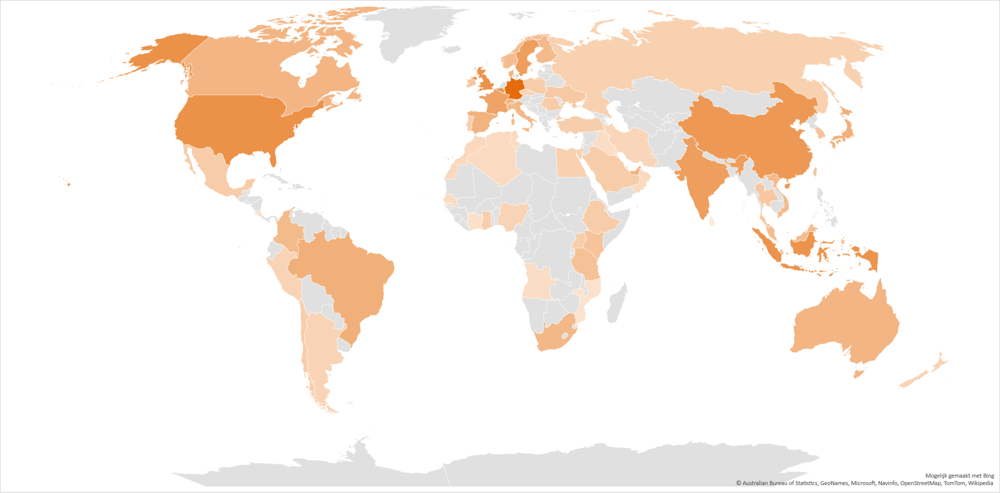 Mogelijk gemaakt met Bing
© Australian Bureau of Statistics, GeoNames, Microsoft, Navinfo, OpenStreetMap, TomTom, Wikipedia